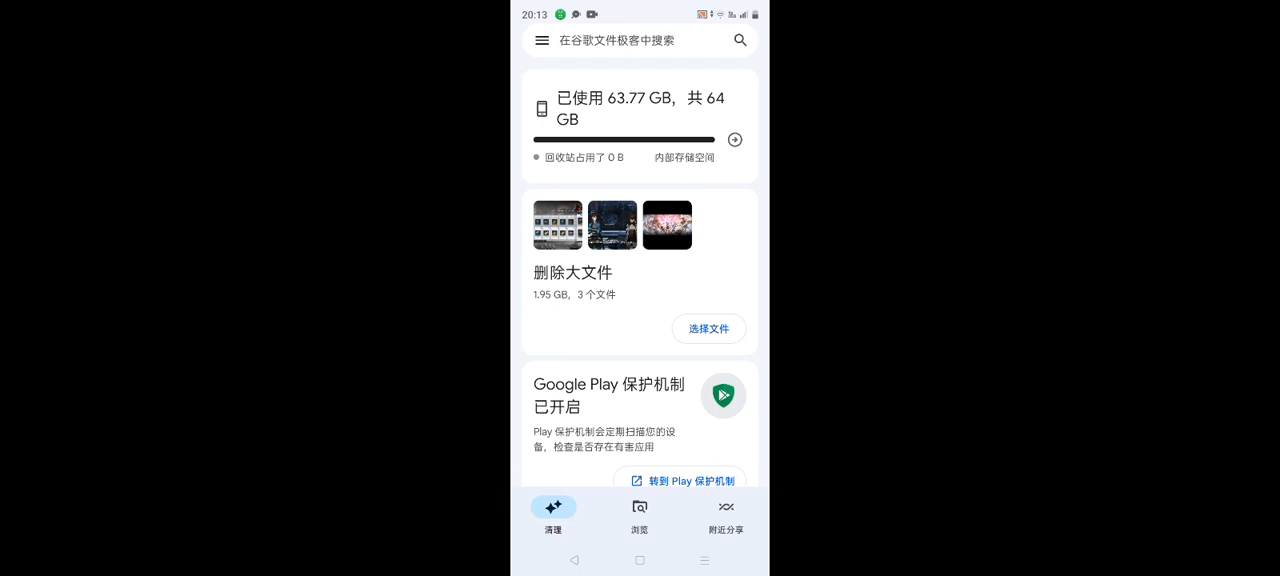 20:13
在谷歌文件极客中搜索
已使用 63.77 GB，共 64
GB
回收站占用了 0 B 内部存储空间
删除大文件
1.95 GB，3 个文件
选择文件
Google Play 保护机制
已开启
Play 保护机制会定期扫描您的设
备，检查是否存在有害应用
转到 Play 保护机制
清理 浏览 附近分享